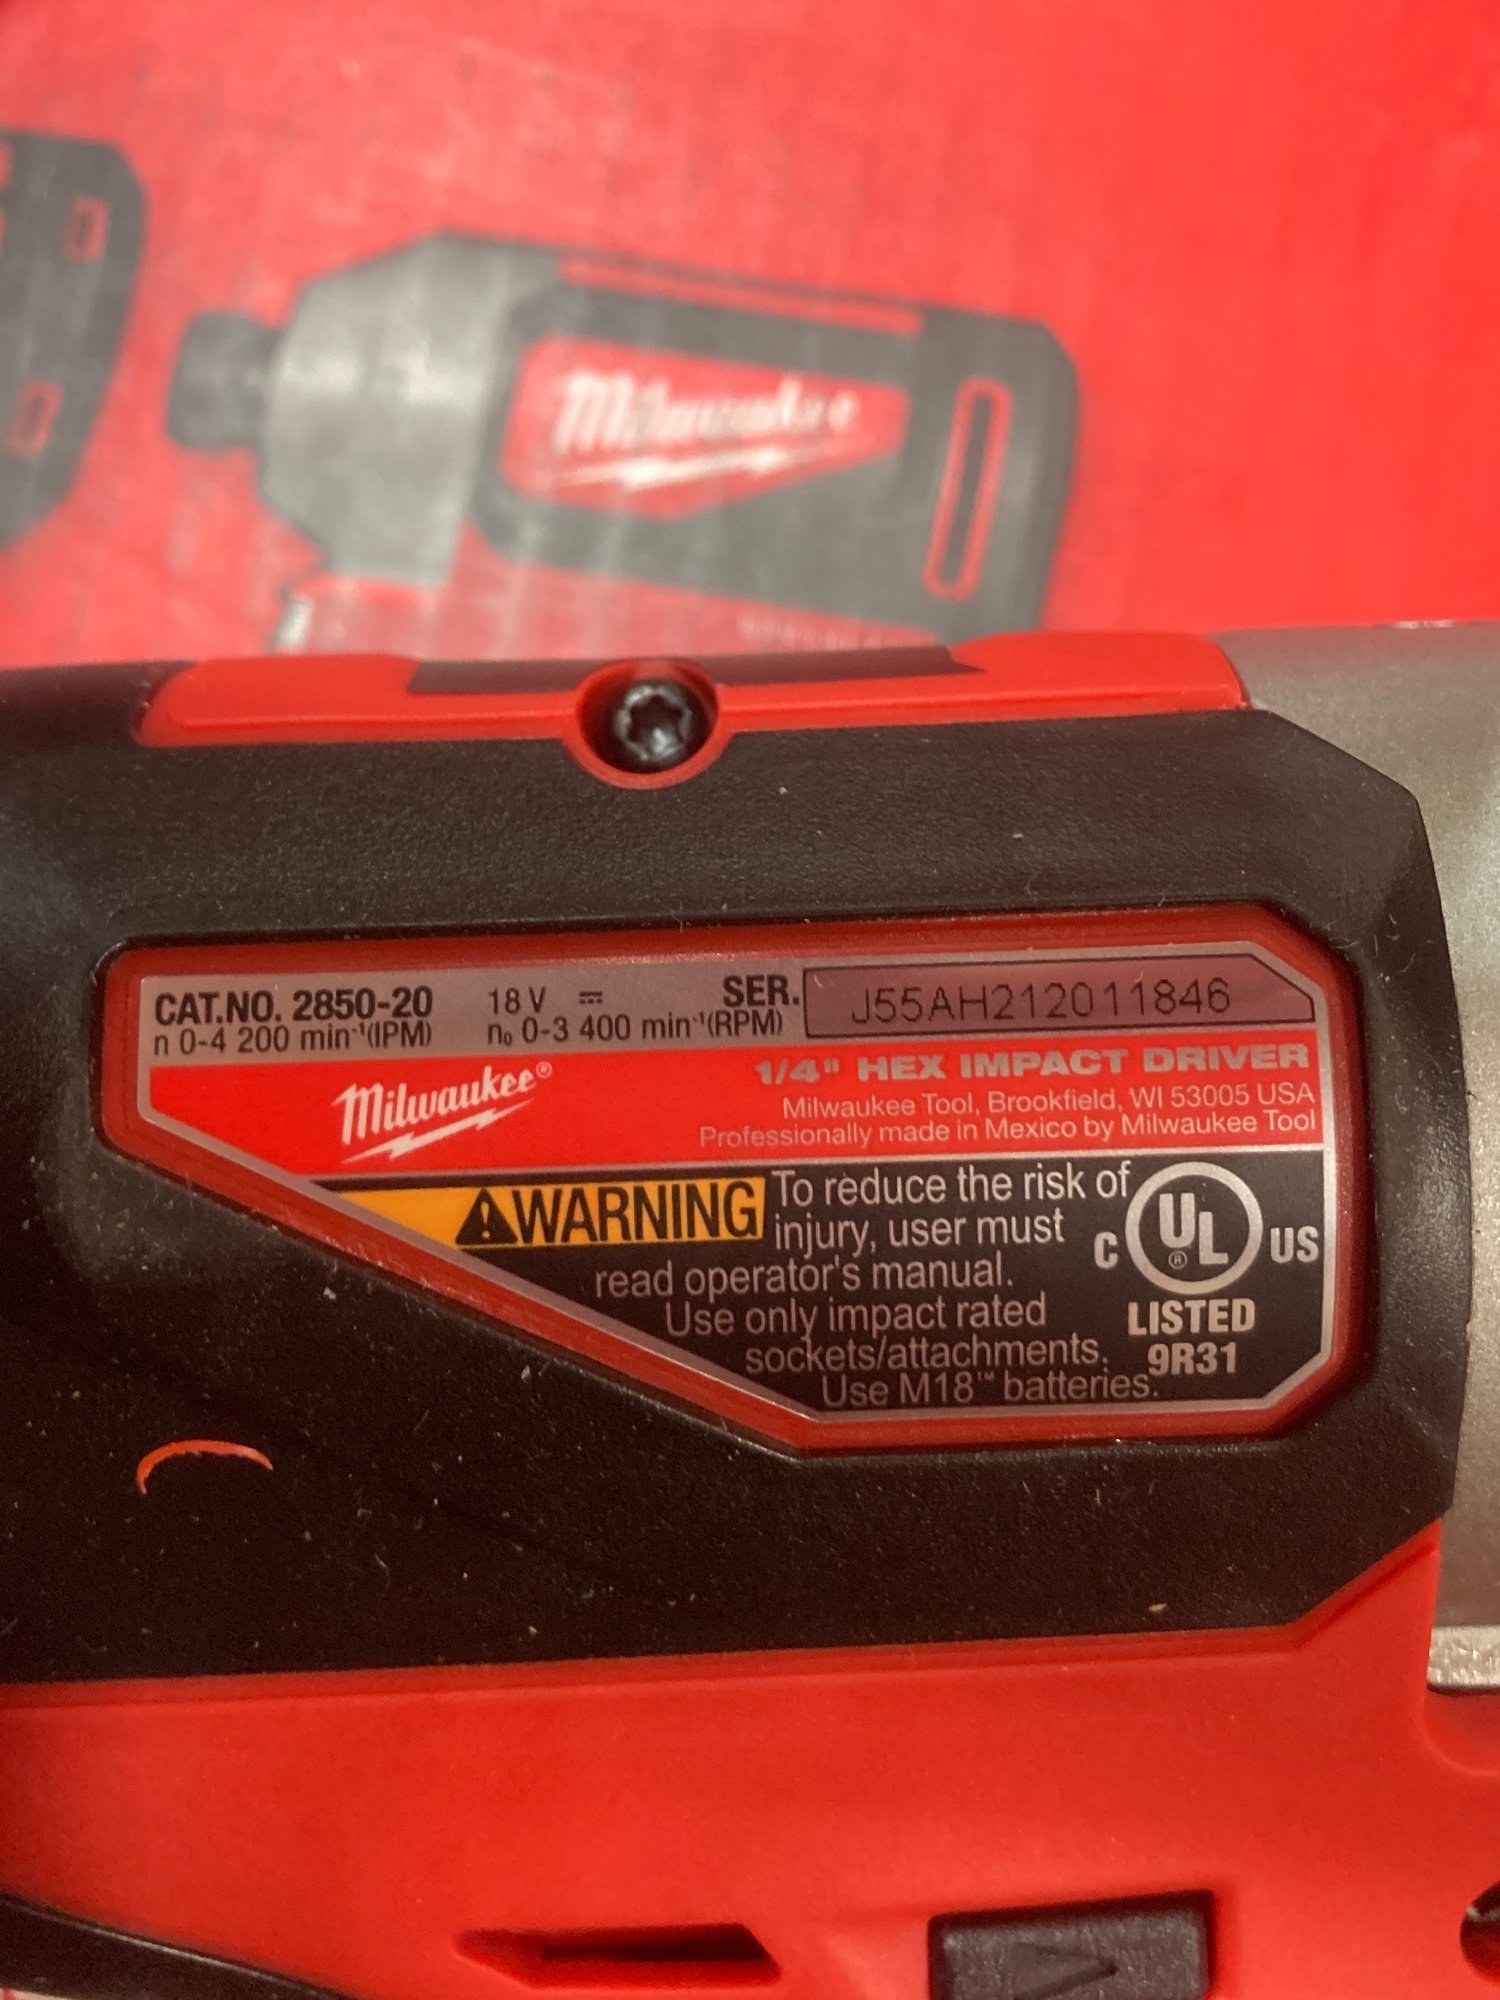 Milwaukee
CAT.NO. 2850-20 18 V ⎓ SER. J55AH212011846
n 0-4 200 min⁻¹(IPM) n₀ 0-3 400 min⁻¹(RPM)
Milwaukee®
1/4" HEX IMPACT DRIVER
Milwaukee Tool, Brookfield, WI 53005 USA
Professionally made in Mexico by Milwaukee Tool
⚠WARNING To reduce the risk of
injury, user must
read operator's manual.
Use only impact rated
sockets/attachments.
Use M18™ batteries.
C UL® US
LISTED
9R31